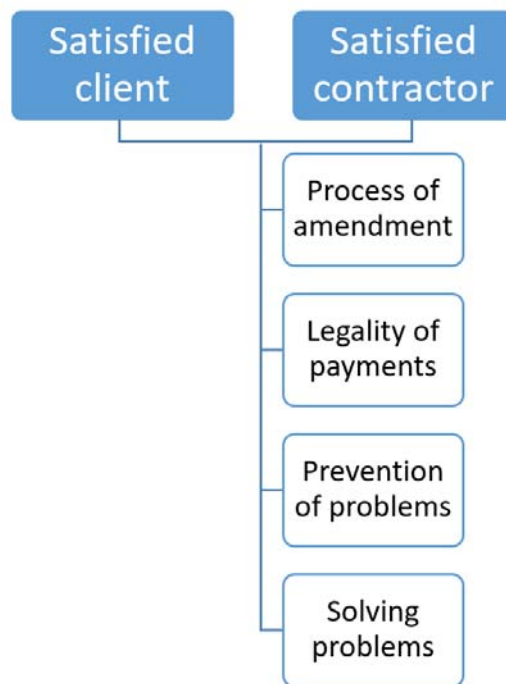 Satisfied
client
Satisfied
contractor
Process of
amendment
Legality of
payments
Prevention
of problems
Solving
problems